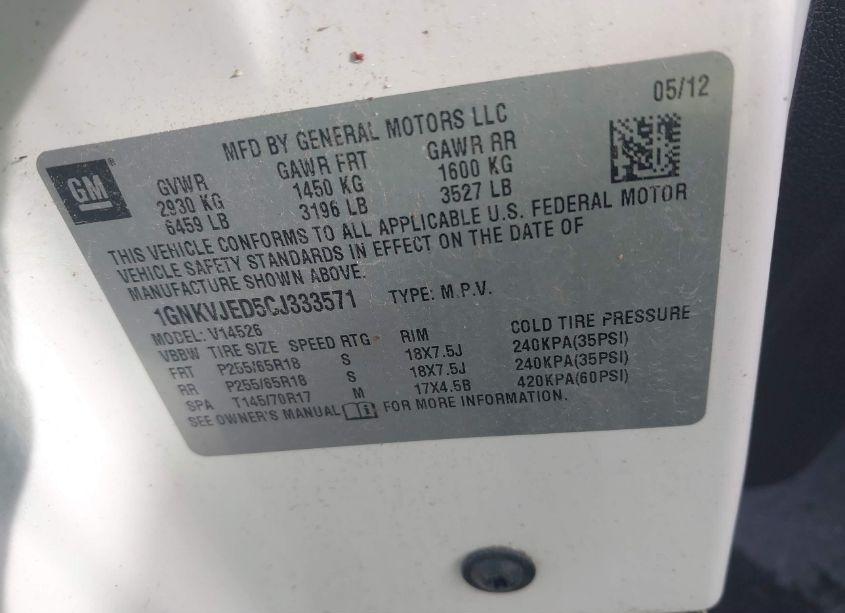 05/12
MFD BY GENERAL MOTORS LLC
GM
GVWR GAWR FRT GAWR RR
2930 KG 1450 KG 1600 KG
6459 LB 3196 LB 3527 LB
THIS VEHICLE CONFORMS TO ALL APPLICABLE U.S. FEDERAL MOTOR
VEHICLE SAFETY STANDARDS IN EFFECT ON THE DATE OF
MANUFACTURE SHOWN ABOVE.
1GNKVJED5CJ333571 TYPE: M.P.V.
MODEL: V14526
VBBW TIRE SIZE SPEED RTG RIM COLD TIRE PRESSURE
FRT P255/65R18 S 18X7.5J 240KPA(35PSI)
RR P255/65R18 S 18X7.5J 240KPA(35PSI)
SPA T145/70R17 M 17X4.5B 420KPA(60PSI)
SEE OWNER'S MANUAL i FOR MORE INFORMATION.